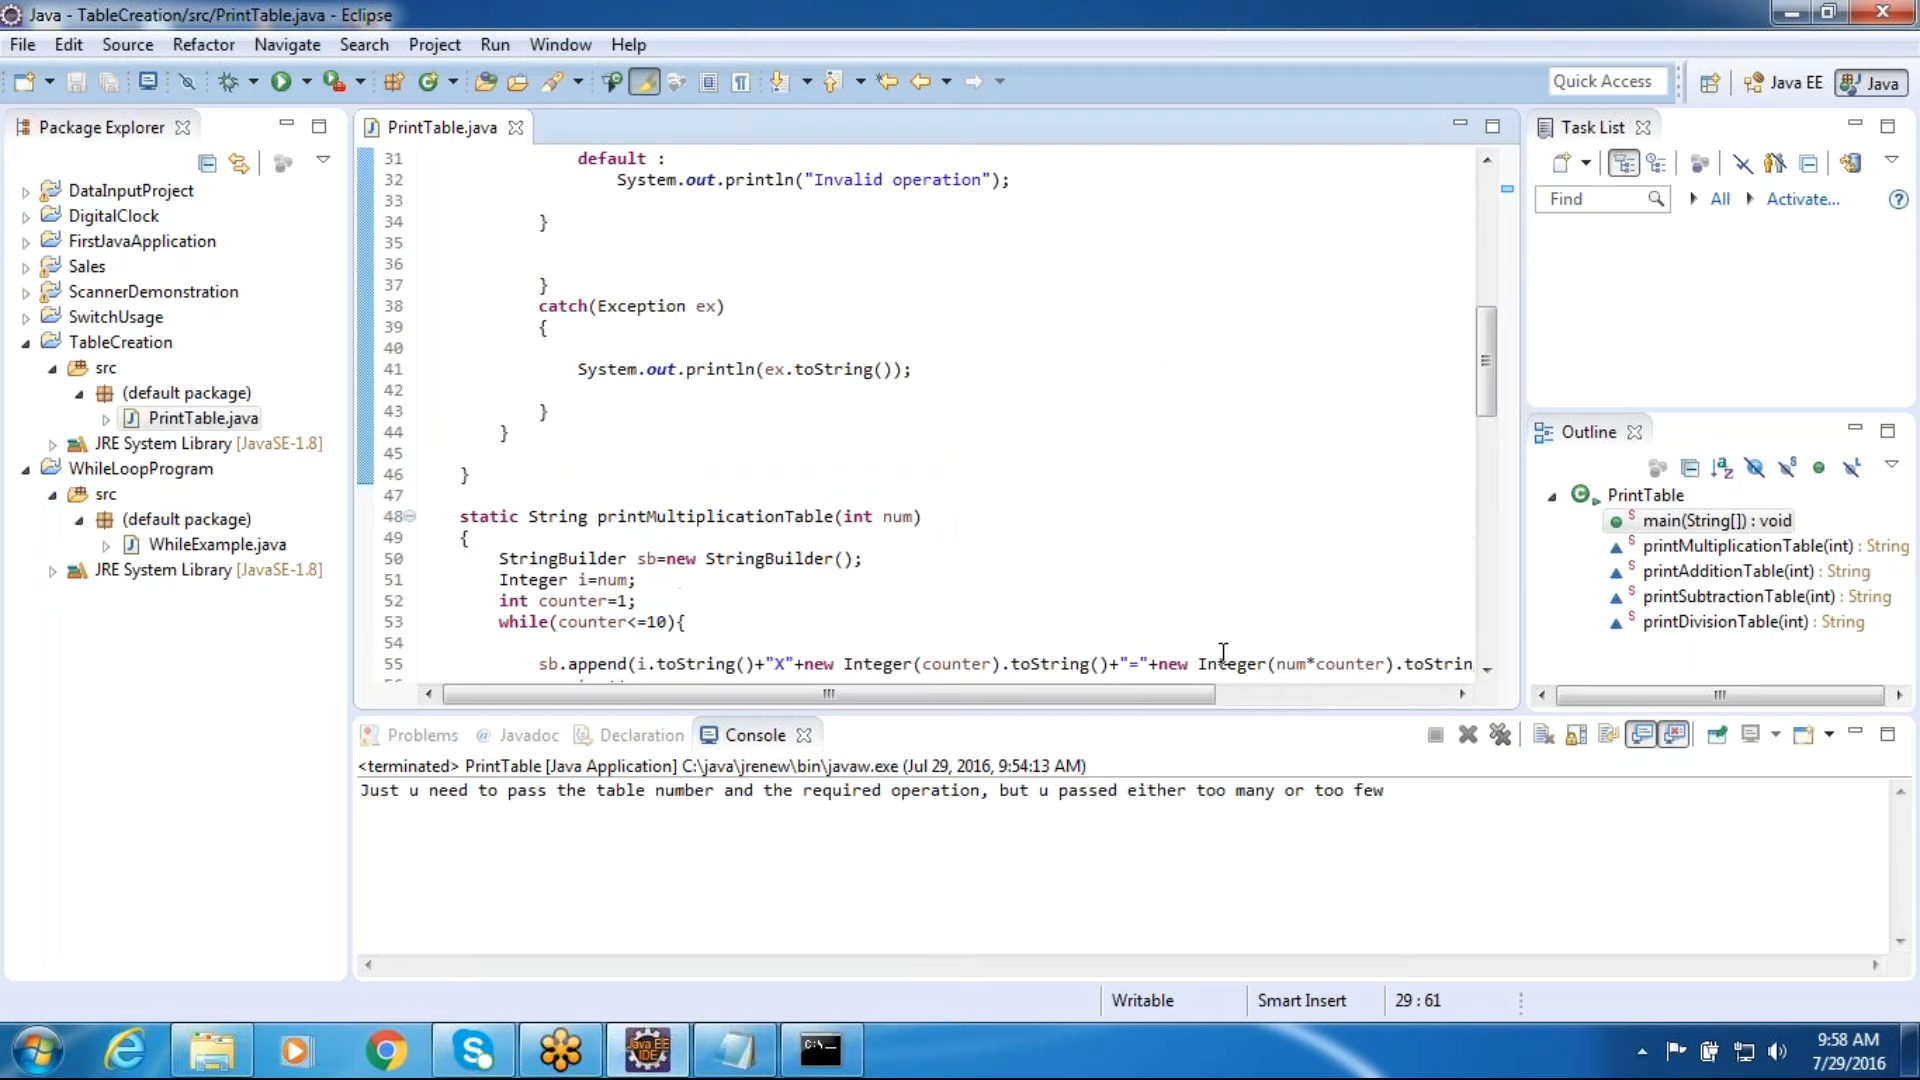 Java - TableCreation/src/PrintTable.java - Eclipse
File Edit Source Refactor Navigate Search Project Run Window Help
Quick Access
Java EE
Java
Package Explorer
DataInputProject
DigitalClock
FirstJavaApplication
Sales
ScannerDemonstration
SwitchUsage
TableCreation
src
(default package)
PrintTable.java
JRE System Library [JavaSE-1.8]
WhileLoopProgram
src
(default package)
WhileExample.java
JRE System Library [JavaSE-1.8]
PrintTable.java
31 default :
32 System.out.println("Invalid operation");
33
34 }
35
36
37 }
38 catch(Exception ex)
39 {
40
41 System.out.println(ex.toString());
42
43 }
44 }
45
46 }
47
48 static String printMultiplicationTable(int num)
49 {
50 StringBuilder sb=new StringBuilder();
51 Integer i=num;
52 int counter=1;
53 while(counter<=10){
54
55 sb.append(i.toString()+"X"+new Integer(counter).toString()+"="+new Integer(num*counter).toStrin
Task List
Find
All
Activate...
Outline
PrintTable
main(String[]) : void
printMultiplicationTable(int) : String
printAdditionTable(int) : String
printSubtractionTable(int) : String
printDivisionTable(int) : String
Problems @ Javadoc Declaration Console
<terminated> PrintTable [Java Application] C:\java\jrenew\bin\javaw.exe (Jul 29, 2016, 9:54:13 AM)
Just u need to pass the table number and the required operation, but u passed either too many or too few
Writable
Smart Insert
29 : 61
Java EE
IDE
C:\
9:58 AM
7/29/2016